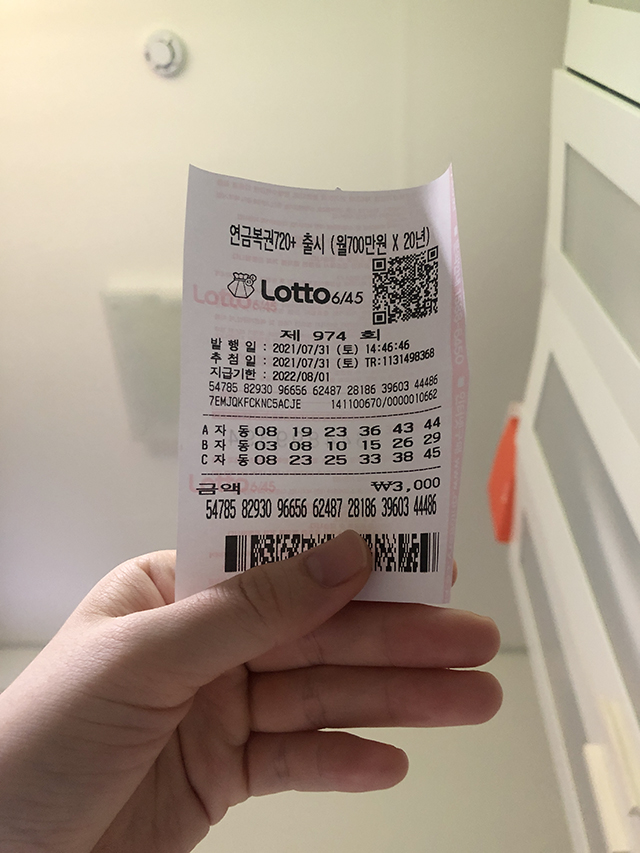 연금복권720+ 출시 (월700만원 X 20년)
Lotto 6/45
제 974 회
발 행 일 : 2021/07/31 (토) 14:46:46
추 첨 일 : 2021/07/31 (토) TR:1131498368
지급기한 : 2022/08/01
54785 82930 96656 62487 28186 39603 44486
7EMJQKFCKNC5ACJE 141100670/0000010662
A 자 동 08 19 23 36 43 44
B 자 동 03 08 10 15 26 29
C 자 동 08 23 25 33 38 45
금액 ₩3,000
54785 82930 96656 62487 28186 39603 44486